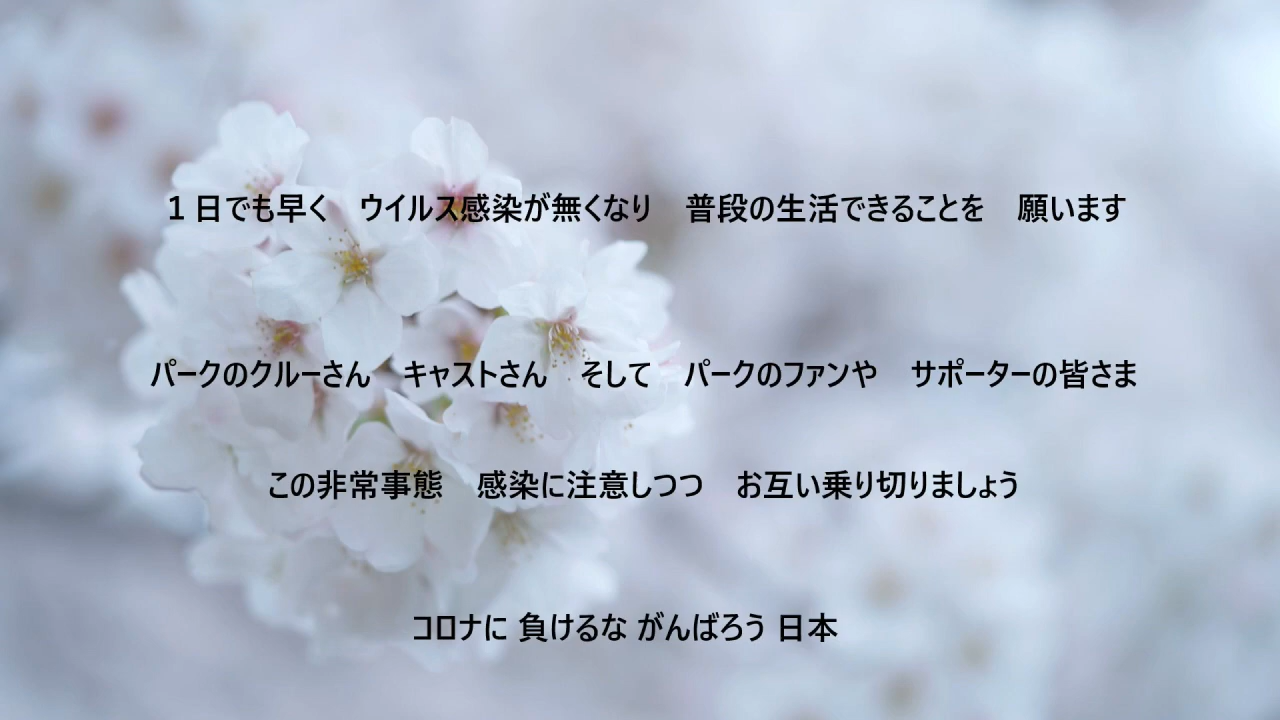 1日でも早く　ウイルス感染が無くなり　普段の生活できることを　願います
パークのクルーさん　キャストさん　そして　パークのファンや　サポーターの皆さま
この非常事態　感染に注意しつつ　お互い乗り切りましょう
コロナに 負けるな がんばろう 日本